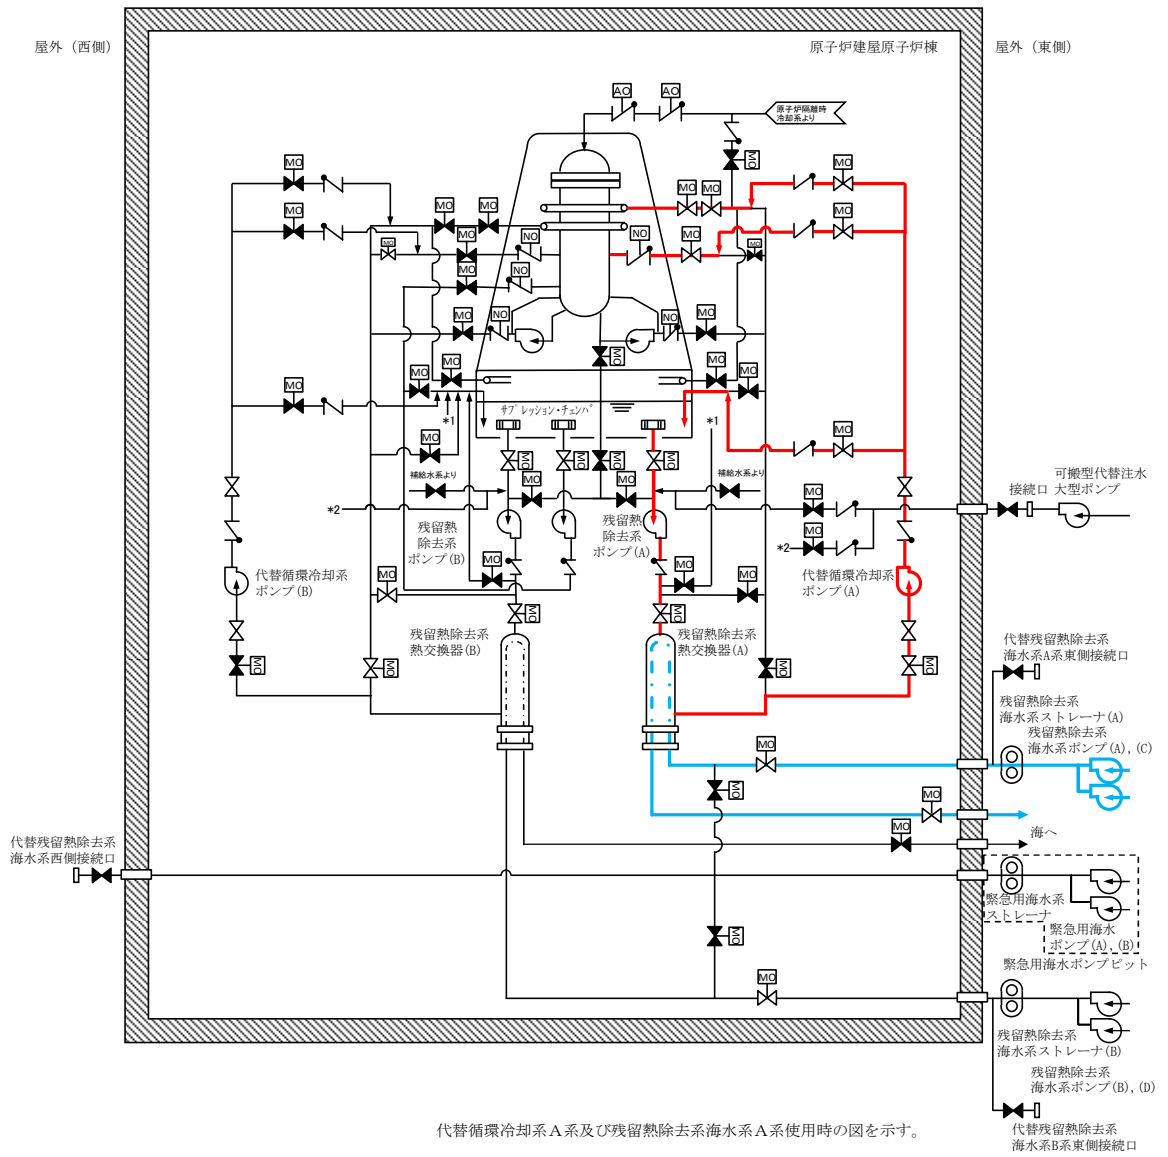 屋外（西側）
原子炉建屋原子炉棟
屋外（東側）
AO
AO
原子炉隔離時
冷却系より
MO
MO
MO
MO
MO
MO
MO
MO
MO
MO
MO
MO
NO
NO
MO
MO
MO
NO
MO
NO
NO
MO
MO
MO
MO
MO
MO
MO
サプレッション・チェンバ
*1
*1
MO
MO
MO
MO
MO
MO
補給水系より
補給水系より
MO
MO
MO
可搬型代替注水
大型ポンプ
接続口
*2
残留熱
除去系
ポンプ(B)
残留熱
除去系
ポンプ(A)
MO
*2
代替循環冷却系
ポンプ(B)
MO
MO
MO
MO
代替循環冷却系
ポンプ(A)
MO
MO
残留熱除去系
熱交換器(B)
残留熱除去系
熱交換器(A)
MO
MO
MO
MO
代替残留熱除去系
海水系A系東側接続口
残留熱除去系
海水系ストレーナ(A)
残留熱除去系
海水系ポンプ(A),(C)
MO
MO
MO
MO
海へ
代替残留熱除去系
海水系西側接続口
緊急用海水系
ストレーナ
緊急用海水
ポンプ(A),(B)
緊急用海水ポンプピット
MO
MO
残留熱除去系
海水系ストレーナ(B)
残留熱除去系
海水系ポンプ(B),(D)
代替残留熱除去系
海水系B系東側接続口
代替循環冷却系Ａ系及び残留熱除去系海水系Ａ系使用時の図を示す。